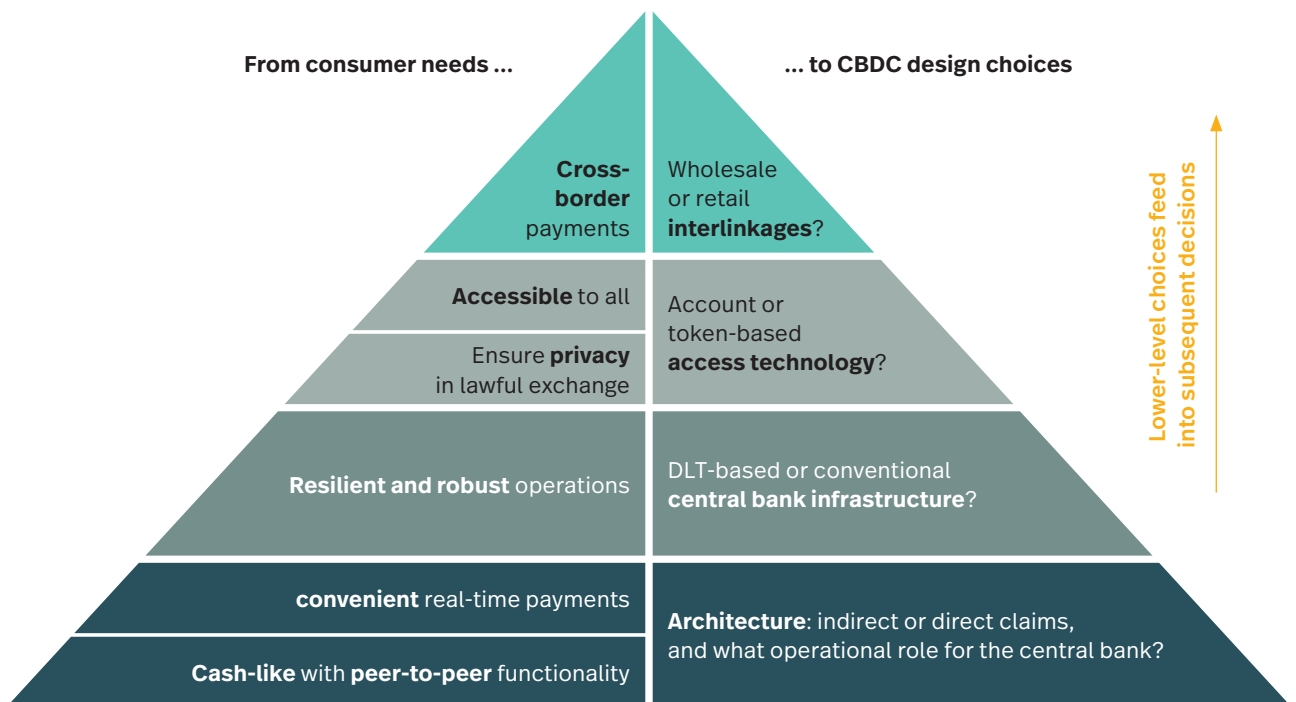 From consumer needs ...
... to CBDC design choices
Cross-
border
payments
Wholesale
or retail
interlinkages?
Accessible to all
Ensure privacy
in lawful exchange
Account or
token-based
access technology?
Resilient and robust operations
DLT-based or conventional
central bank infrastructure?
convenient real-time payments
Cash-like with peer-to-peer functionality
Architecture: indirect or direct claims,
and what operational role for the central bank?
Lower-level choices feed
into subsequent decisions